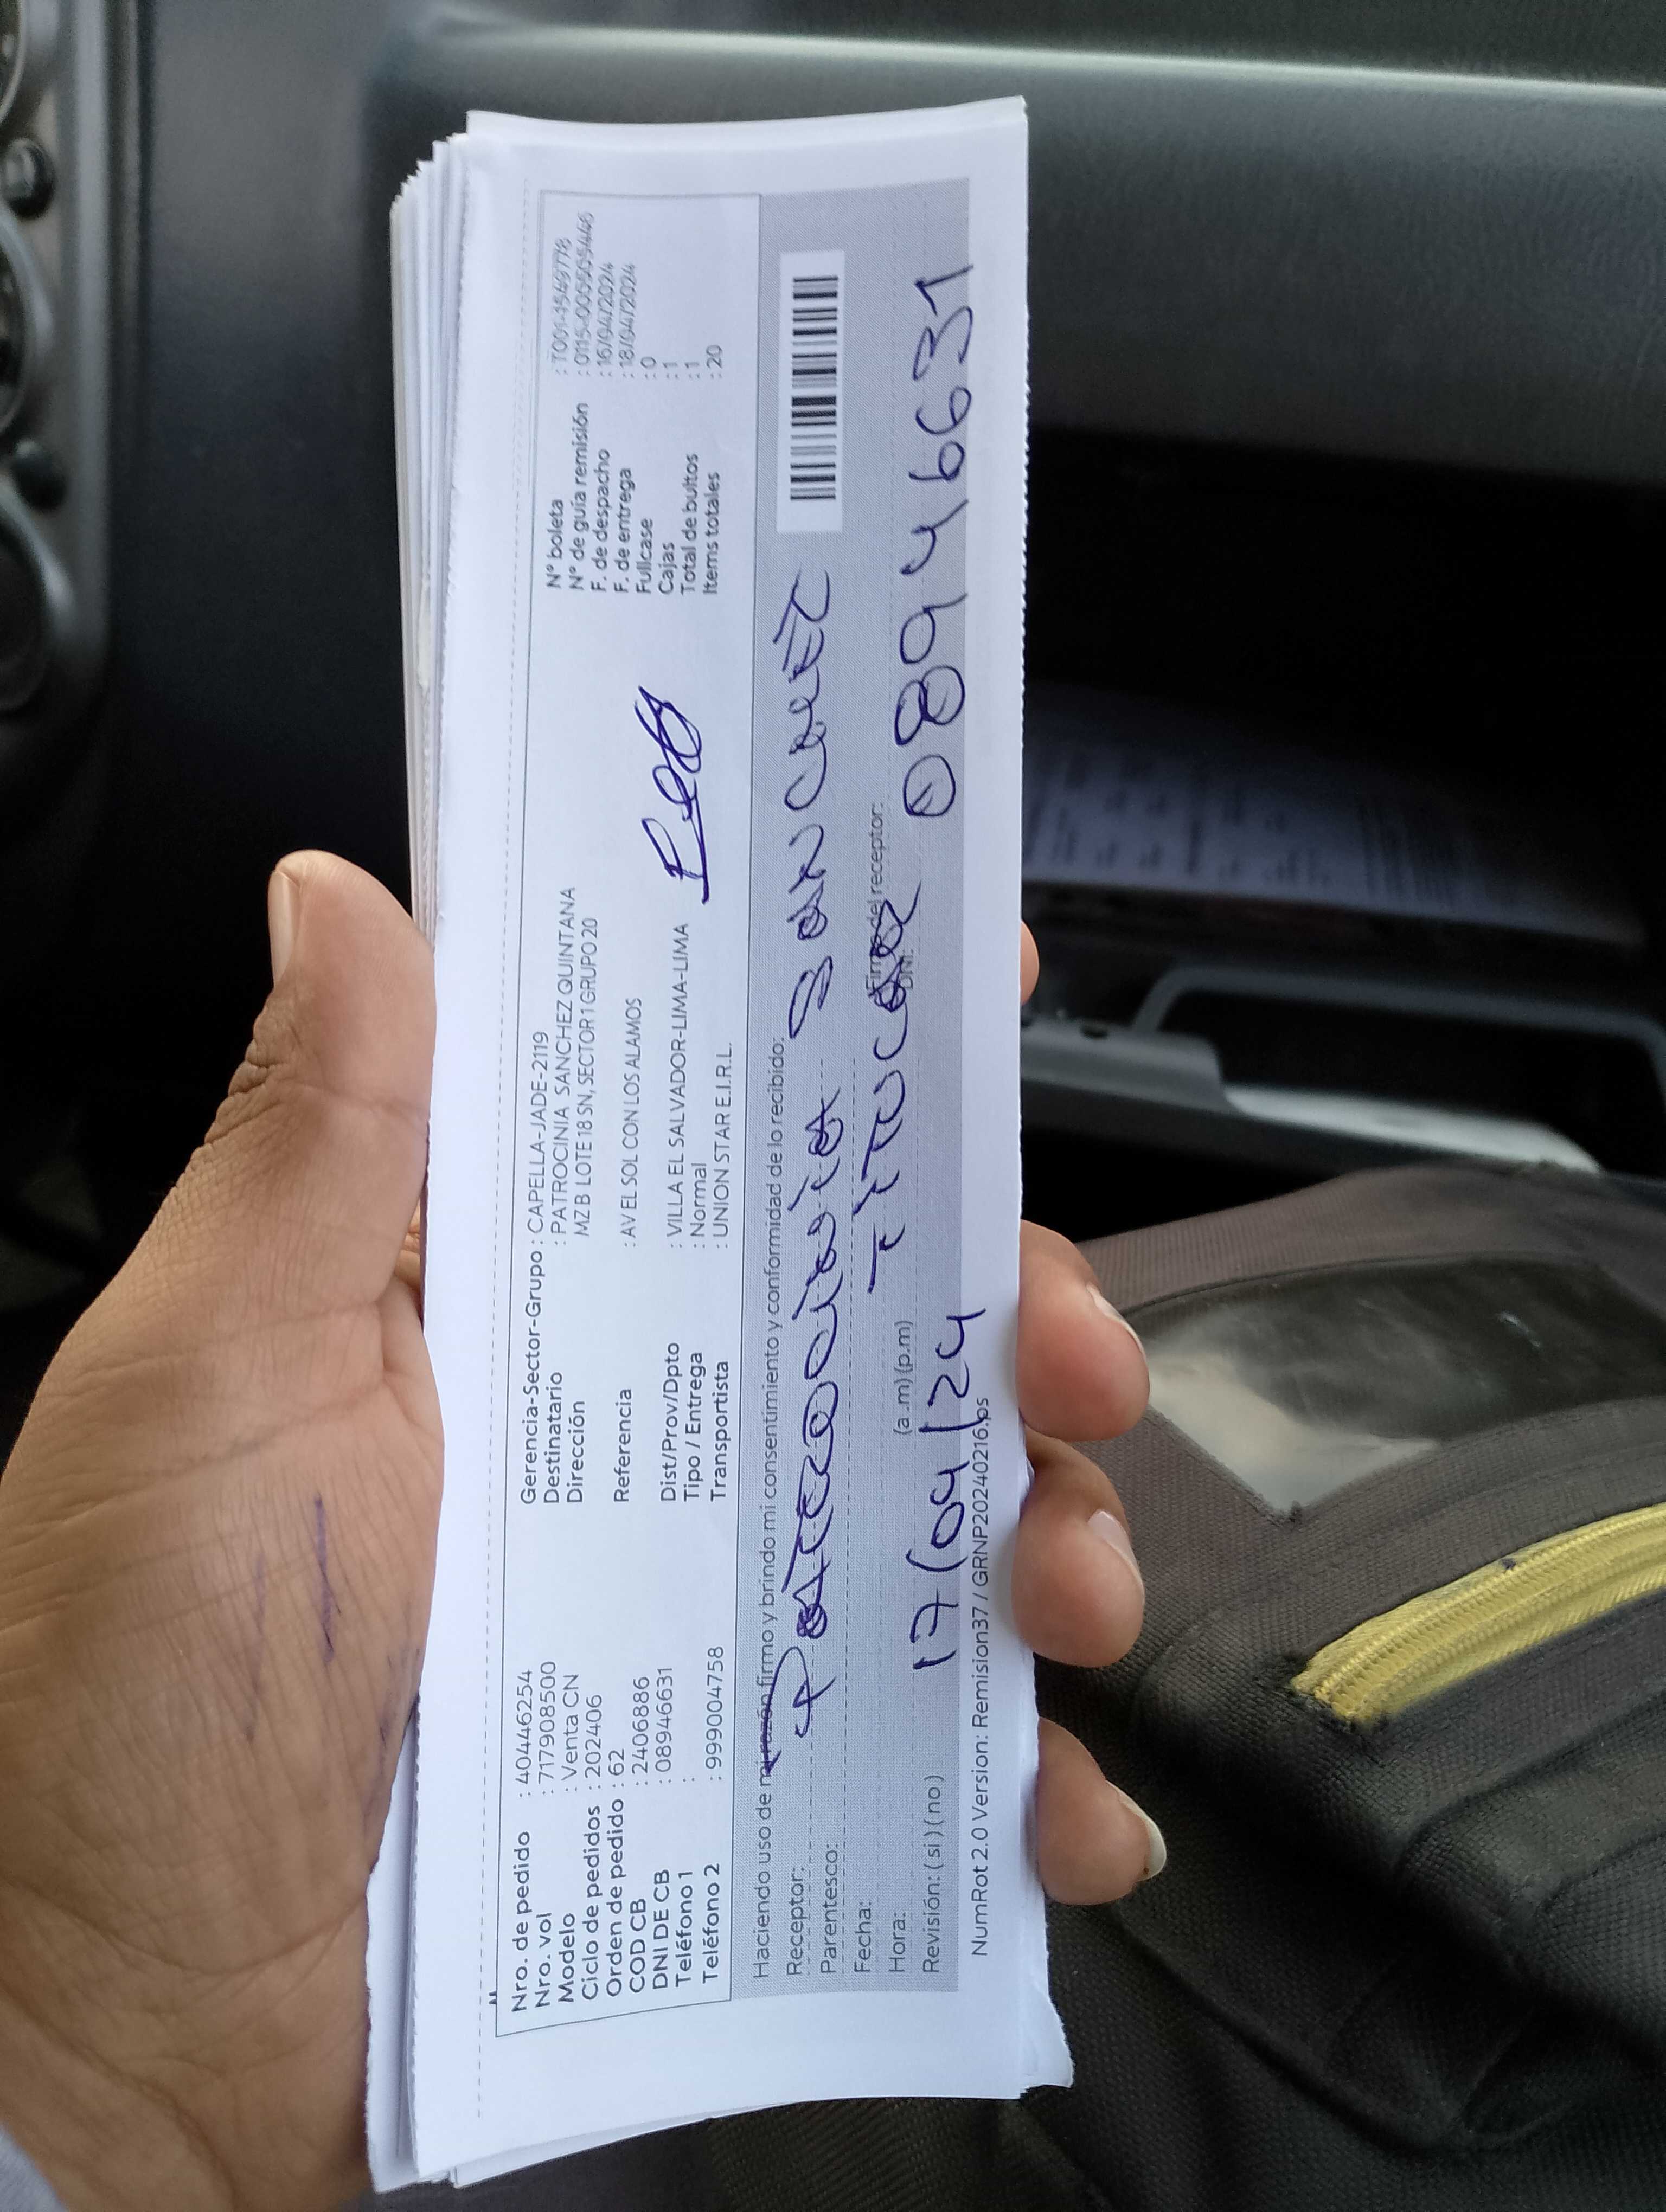 Nro. de pedido : 40446254
Nro. vol : 717908500
Modelo : Venta CN
Ciclo de pedidos : 202406
Orden de pedido : 62
COD CB : 2406886
DNI DE CB : 08946631
Teléfono 1 :
Teléfono 2 : 999004758
Gerencia-Sector-Grupo : CAPELLA-JADE-2119
Destinatario : PATROCINIA SANCHEZ QUINTANA
Dirección MZ B LOTE 18 SN, SECTOR 1 GRUPO 20
Referencia : AV EL SOL CON LOS ALAMOS
Dist/Prov/Dpto : VILLA EL SALVADOR-LIMA-LIMA
Tipo / Entrega : Normal
Transportista : UNION STAR E.I.R.L.
N° boleta : T001-1549778
N° de guía remisión : 0115-0055054
F. de despacho : 16/04/2024
F. de entrega : 18/04/2024
Fullcase : 0
Cajas : 1
Total de bultos : 1
Items totales : 20
Haciendo uso de mi razón firmo y brindo mi consentimiento y conformidad de lo recibido:
Receptor: PATROCINIA SANCHEZ
Parentesco: TITULAR
Fecha: 17/04/24
Firma del receptor:
DNI: 08946631
Hora: (a.m) (p.m)
Revisión: ( si ) ( no )
NumRot 2.0 Version: Remision37 / GRNP20240216.ps